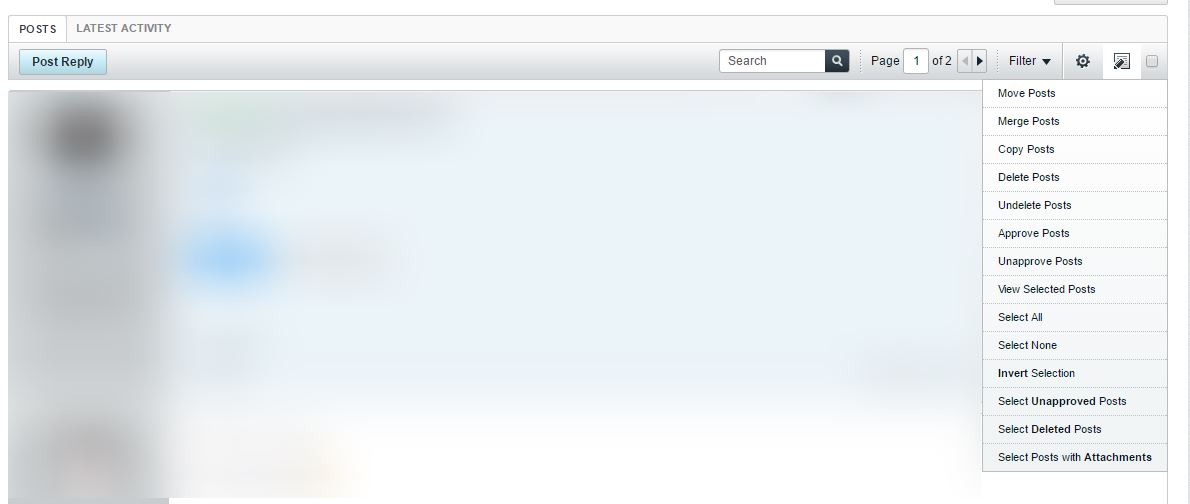 POSTS LATEST ACTIVITY
Post Reply Search Page 1 of 2 Filter
Move Posts
Merge Posts
Copy Posts
Delete Posts
Undelete Posts
Approve Posts
Unapprove Posts
View Selected Posts
Select All
Select None
Invert Selection
Select Unapproved Posts
Select Deleted Posts
Select Posts with Attachments